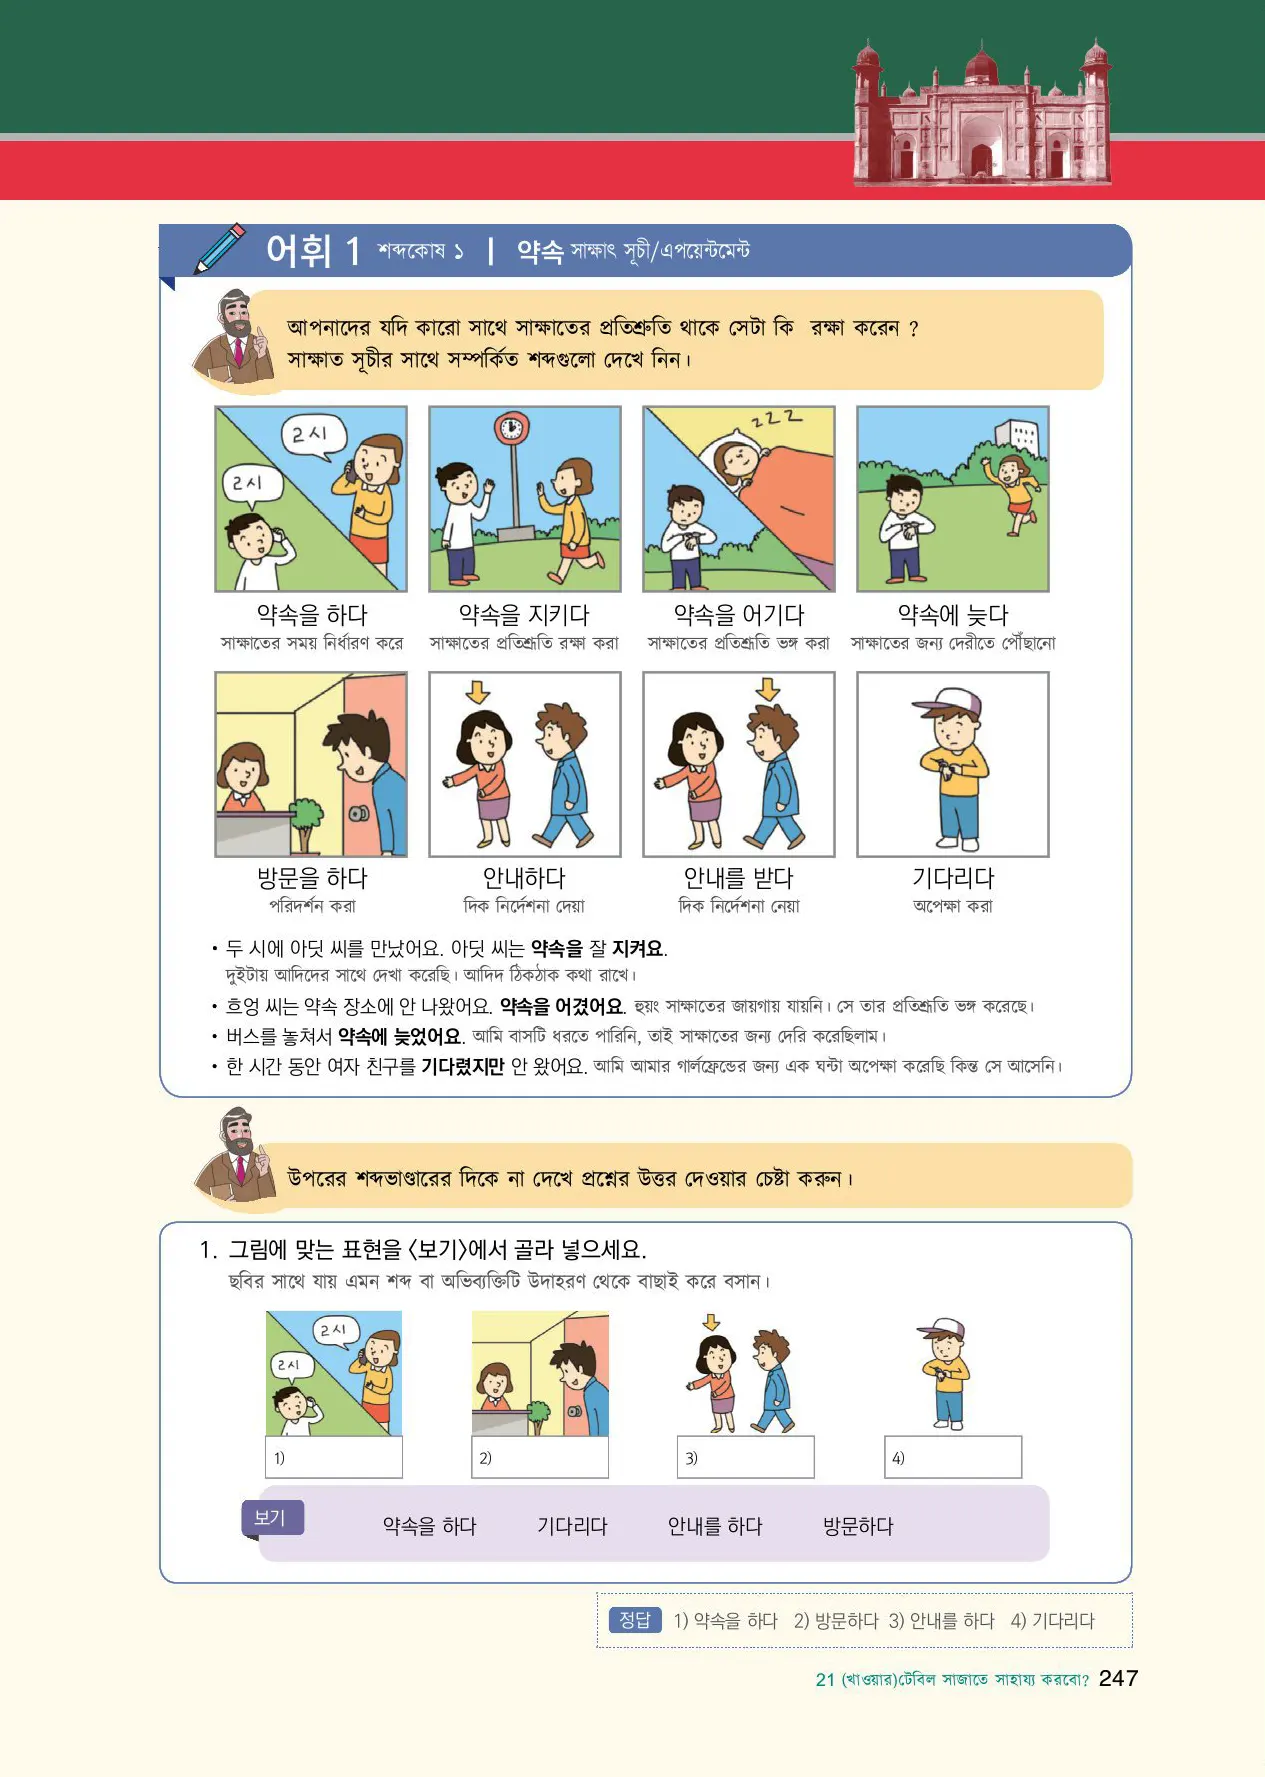 어휘 1 শব্দকোষ ১ | 약속 সাক্ষাৎ সূচী/এপয়েন্টমেন্ট
আপনাদের যদি কারো সাথে সাক্ষাতের প্রতিশ্রুতি থাকে সেটা কি রক্ষা করেন ?
সাক্ষাত সূচীর সাথে সম্পর্কিত শব্দগুলো দেখে নিন।
2시
2시
zzz
약속을 하다 약속을 지키다 약속을 어기다 약속에 늦다
সাক্ষাতের সময় নির্ধারণ করে সাক্ষাতের প্রতিশ্রুতি রক্ষা করা সাক্ষাতের প্রতিশ্রুতি ভঙ্গ করা সাক্ষাতের জন্য দেরীতে পৌঁছানো
방문을 하다 안내하다 안내를 받다 기다리다
পরিদর্শন করা দিক নির্দেশনা দেয়া দিক নির্দেশনা নেয়া অপেক্ষা করা
• 두 시에 아딧 씨를 만났어요. 아딧 씨는 약속을 잘 지켜요.
দুইটায় আদিদের সাথে দেখা করেছি। আদিদ ঠিকঠাক কথা রাখে।
• 흐엉 씨는 약속 장소에 안 나왔어요. 약속을 어겼어요. হুয়ং সাক্ষাতের জায়গায় যায়নি। সে তার প্রতিশ্রুতি ভঙ্গ করেছে।
• 버스를 놓쳐서 약속에 늦었어요. আমি বাসটি ধরতে পারিনি, তাই সাক্ষাতের জন্য দেরি করেছিলাম।
• 한 시간 동안 여자 친구를 기다렸지만 안 왔어요. আমি আমার গার্লফ্রেন্ডের জন্য এক ঘন্টা অপেক্ষা করেছি কিন্তু সে আসেনি।
উপরের শব্দভাণ্ডারের দিকে না দেখে প্রশ্নের উত্তর দেওয়ার চেষ্টা করুন।
1. 그림에 맞는 표현을 〈보기〉에서 골라 넣으세요.
ছবির সাথে যায় এমন শব্দ বা অভিব্যক্তিটি উদাহরণ থেকে বাছাই করে বসান।
2시
2시
1) 2) 3) 4)
보기 약속을 하다 기다리다 안내를 하다 방문하다
정답 1) 약속을 하다 2) 방문하다 3) 안내를 하다 4) 기다리다
21 (খাওয়ার)টেবিল সাজাতে সাহায্য করবো? 247